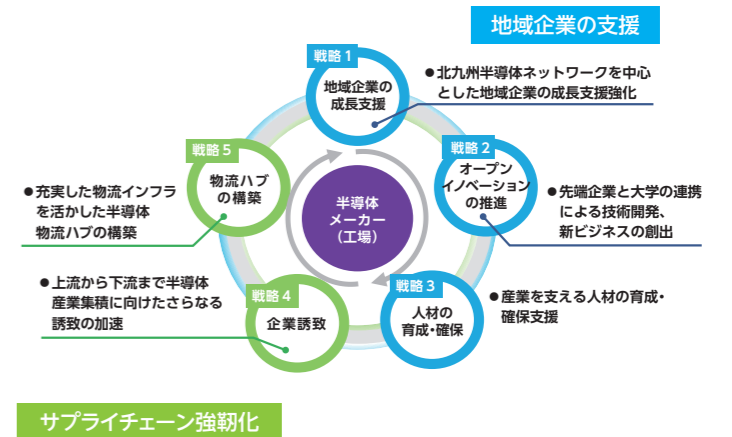 地域企業の支援
戦略1
地域企業の
成長支援
●北九州半導体ネットワークを中心
とした地域企業の成長支援強化
戦略2
オープン
イノベーション
の推進
●先端企業と大学の連携
による技術開発、
新ビジネスの創出
戦略3
人材の
育成・確保
●産業を支える人材の育成・
確保支援
戦略4
企業誘致
●上流から下流まで半導体
産業集積に向けたさらなる
誘致の加速
戦略5
物流ハブ
の構築
●充実した物流インフラ
を活かした半導体
物流ハブの構築
半導体
メーカー
（工場）
サプライチェーン強靭化